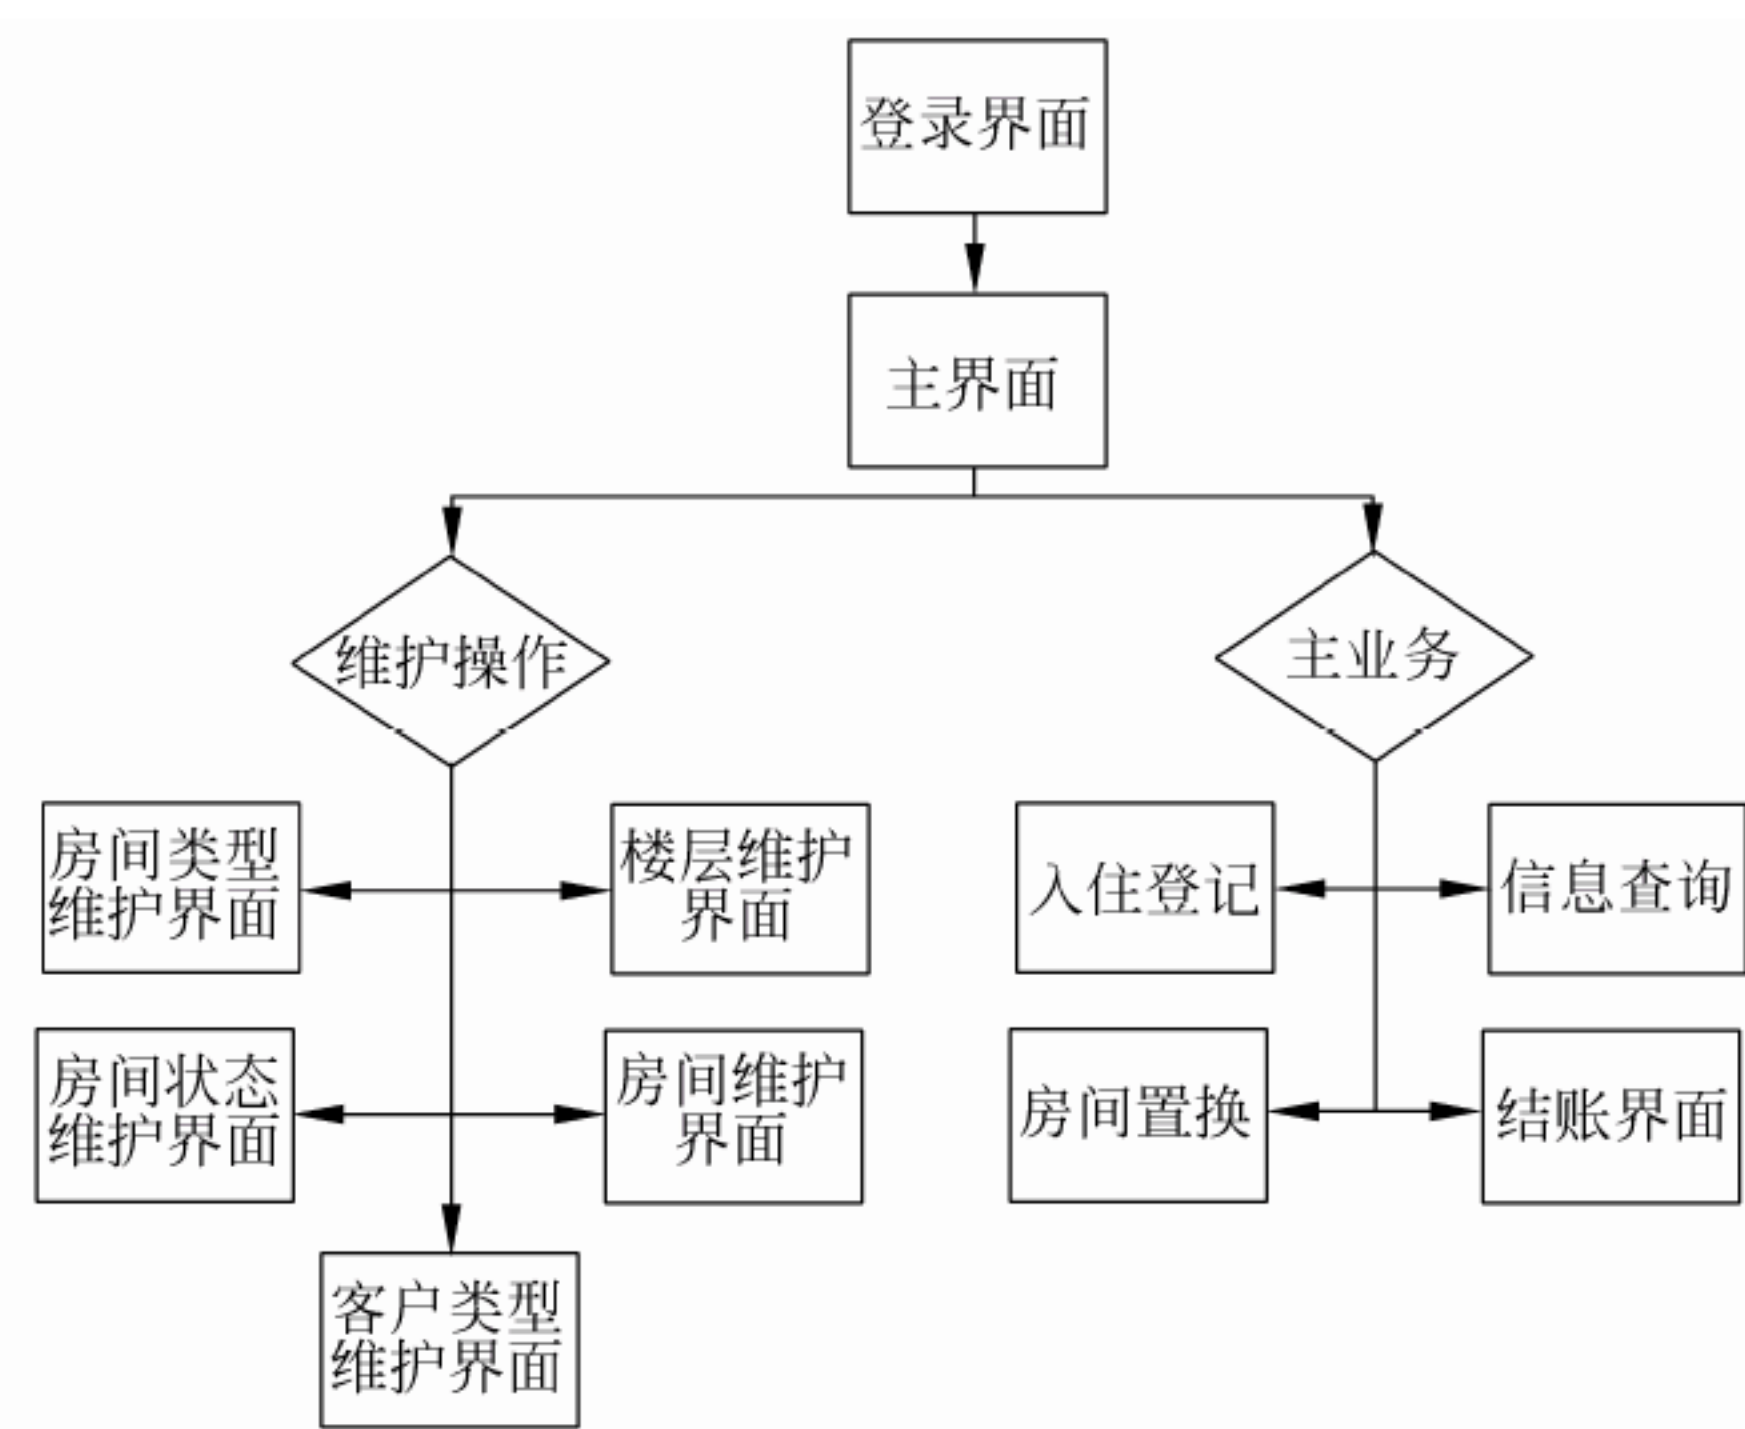 登录界面
主界面
维护操作
主业务
房间类型
维护界面
楼层维护
界面
入住登记
信息查询
房间状态
维护界面
房间维护
界面
房间置换
结账界面
客户类型
维护界面